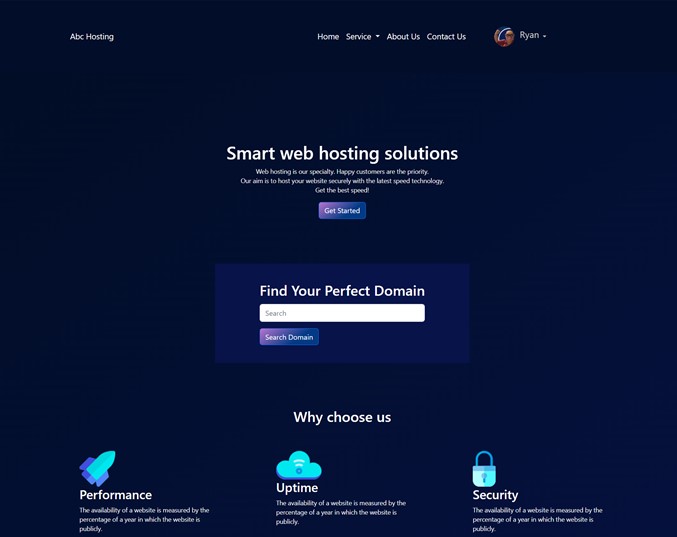 Abc Hosting
Home Service About Us Contact Us Ryan
Smart web hosting solutions
Web hosting is our specialty. Happy customers are the priority.
Our aim is to host your website securely with the latest speed technology.
Get the best speed!
Get Started
Find Your Perfect Domain
Search
Search Domain
Why choose us
Performance
The availability of a website is measured by the
percentage of a year in which the website is
publicly.
Uptime
The availability of a website is measured by the
percentage of a year in which the website is
publicly.
Security
The availability of a website is measured by the
percentage of a year in which the website is
publicly.